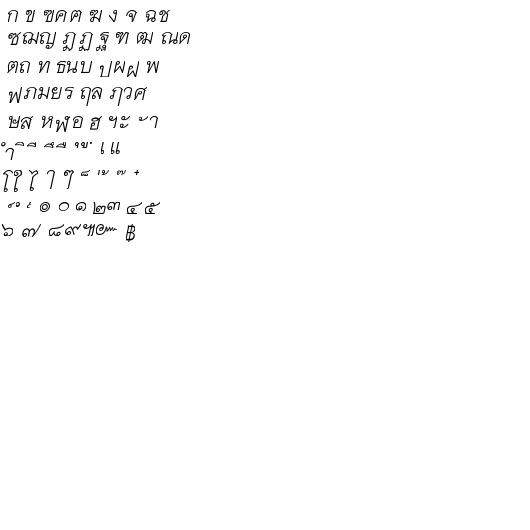 ก ข ฃ ค ฅ ฆ ง จ ฉ ช
ซ ฌ ญ ฎ ฏ ฐ ฑ ฒ ณ ด
ต ถ ท ธ น บ ป ผ ฝ พ
ฟ ภ ม ย ร ฤ ล ฦ ว ศ
ษ ส ห ฬ อ ฮ ฯ ะ ั า
ำ ิ ี ึ ื ุ ู ฺ เ แ
โ ใ ไ ๅ ๆ ็ ่ ้ ๊ ๋
์ ํ ๎ ๏ ๐ ๑ ๒ ๓ ๔ ๕
๖ ๗ ๘ ๙ ๚ ๛ ฿